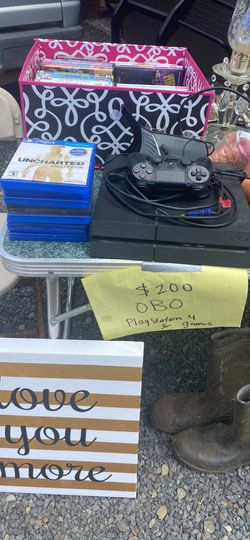 UNCHARTED
$200
OBO
PlayStation 4
& games
love
you
more